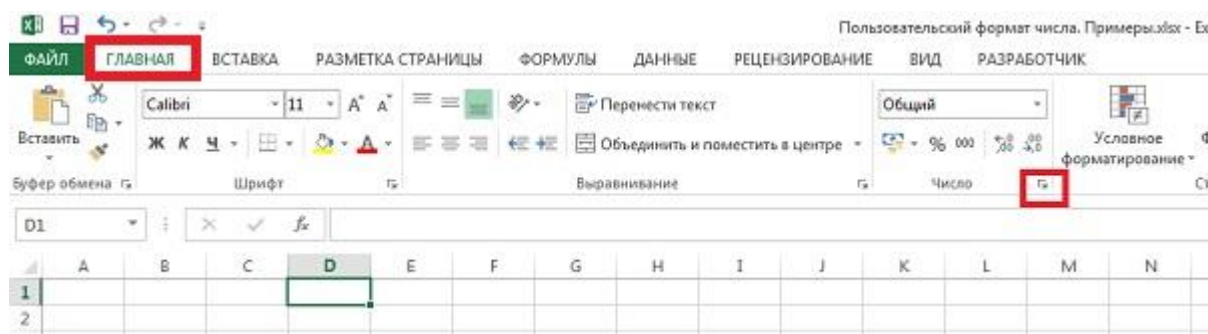 Пользовательский формат числа. Примеры.xlsx - Ex
ФАЙЛ ГЛАВНАЯ ВСТАВКА РАЗМЕТКА СТРАНИЦЫ ФОРМУЛЫ ДАННЫЕ РЕЦЕНЗИРОВАНИЕ ВИД РАЗРАБОТЧИК
Вставить
Calibri 11 A A
Перенести текст
Общий
Ж К Ч A
Объединить и поместить в центре
% 000
Условное форматирование
Буфер обмена Шрифт Выравнивание Число
D1 fx
A B C D E F G H I J K L M N
1
2